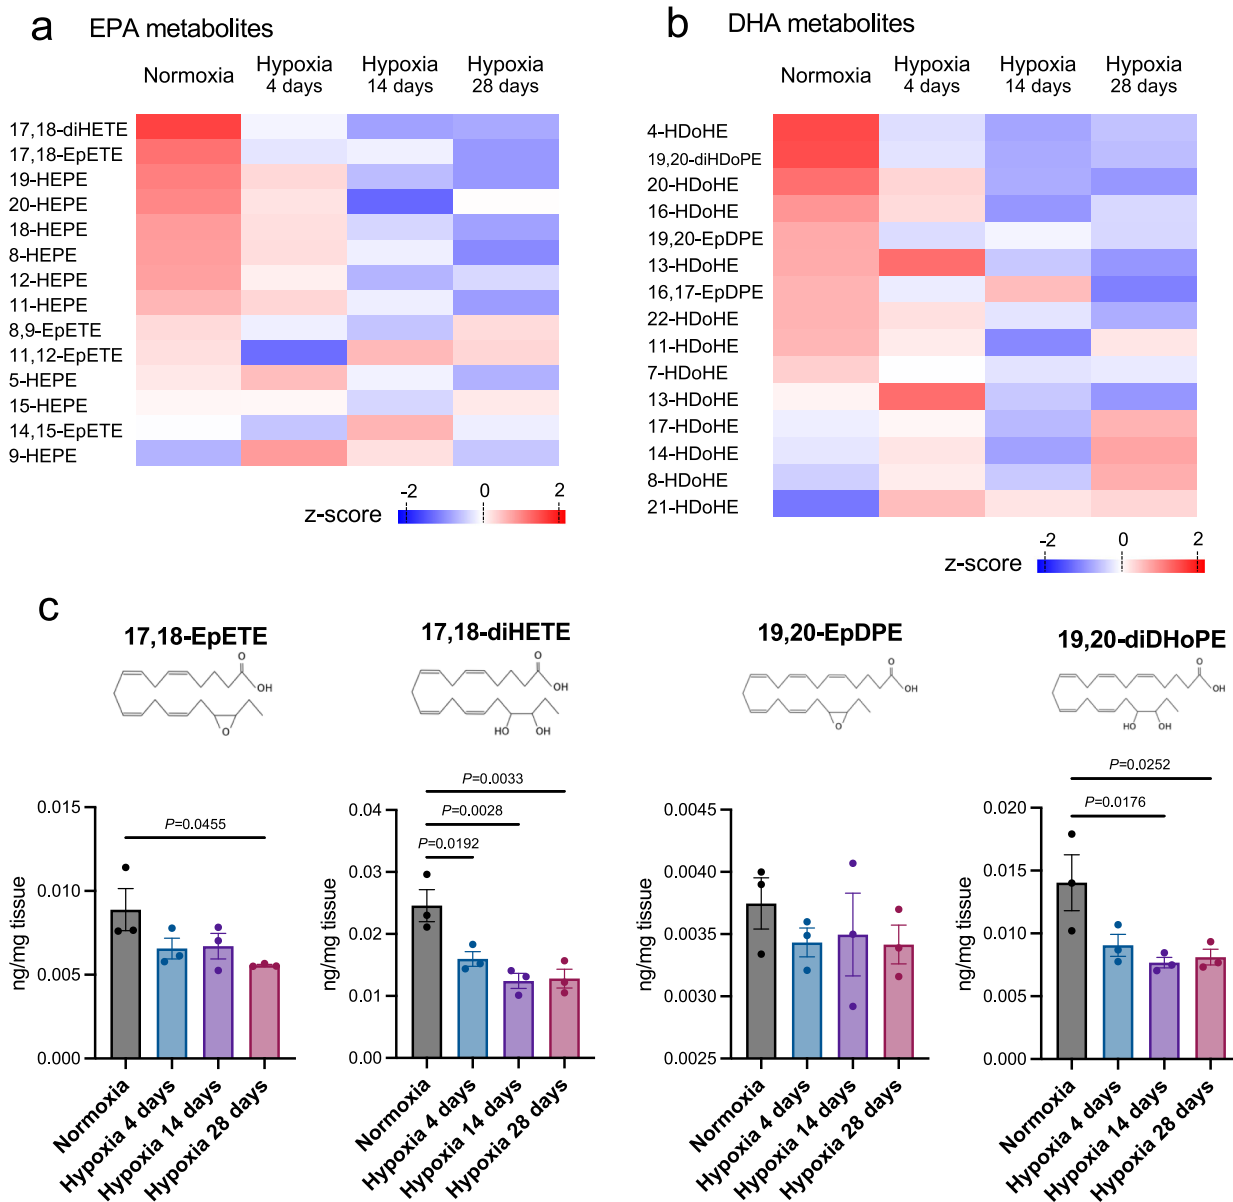 a EPA metabolites
Normoxia Hypoxia 4 days Hypoxia 14 days Hypoxia 28 days
17,18-diHETE
17,18-EpETE
19-HEPE
20-HEPE
18-HEPE
8-HEPE
12-HEPE
11-HEPE
8,9-EpETE
11,12-EpETE
5-HEPE
15-HEPE
14,15-EpETE
9-HEPE
z-score -2 0 2
b DHA metabolites
Normoxia Hypoxia 4 days Hypoxia 14 days Hypoxia 28 days
4-HDoHE
19,20-diHDoPE
20-HDoHE
16-HDoHE
19,20-EpDPE
13-HDoHE
16,17-EpDPE
22-HDoHE
11-HDoHE
7-HDoHE
13-HDoHE
17-HDoHE
14-HDoHE
8-HDoHE
21-HDoHE
z-score -2 0 2
c
17,18-EpETE
O
OH
O
ng/mg tissue
0.015
0.010
0.005
0.000
P=0.0455
Normoxia
Hypoxia 4 days
Hypoxia 14 days
Hypoxia 28 days
17,18-diHETE
O
OH
HO OH
ng/mg tissue
0.04
0.03
0.02
0.01
0.00
P=0.0033
P=0.0028
P=0.0192
Normoxia
Hypoxia 4 days
Hypoxia 14 days
Hypoxia 28 days
19,20-EpDPE
O
OH
O
ng/mg tissue
0.0045
0.0040
0.0035
0.0030
0.0025
Normoxia
Hypoxia 4 days
Hypoxia 14 days
Hypoxia 28 days
19,20-diDHoPE
O
OH
HO OH
ng/mg tissue
0.020
0.015
0.010
0.005
0.000
P=0.0252
P=0.0176
Normoxia
Hypoxia 4 days
Hypoxia 14 days
Hypoxia 28 days